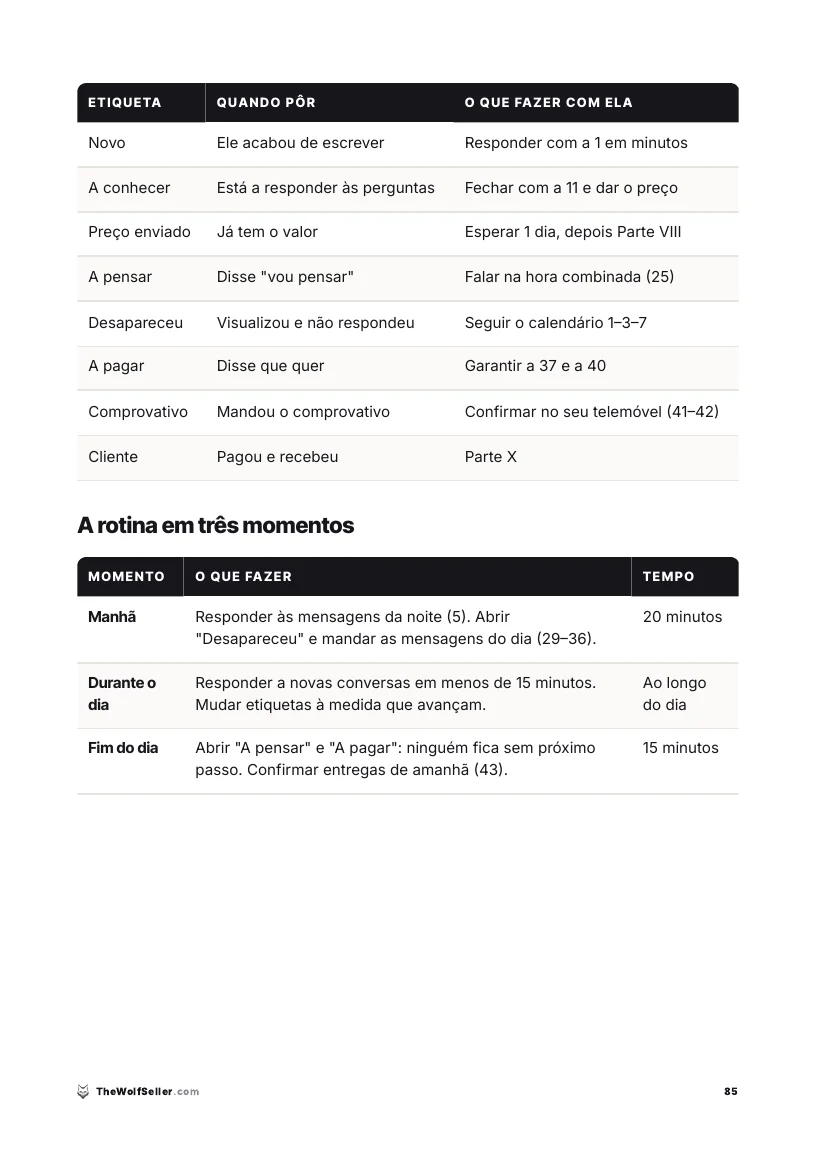 ETIQUETA QUANDO PÔR O QUE FAZER COM ELA
Novo Ele acabou de escrever Responder com a 1 em minutos
A conhecer Está a responder às perguntas Fechar com a 11 e dar o preço
Preço enviado Já tem o valor Esperar 1 dia, depois Parte VIII
A pensar Disse "vou pensar" Falar na hora combinada (25)
Desapareceu Visualizou e não respondeu Seguir o calendário 1–3–7
A pagar Disse que quer Garantir a 37 e a 40
Comprovativo Mandou o comprovativo Confirmar no seu telemóvel (41–42)
Cliente Pagou e recebeu Parte X
A rotina em três momentos
MOMENTO O QUE FAZER TEMPO
Manhã Responder às mensagens da noite (5). Abrir 20 minutos
"Desapareceu" e mandar as mensagens do dia (29–36).
Durante o Responder a novas conversas em menos de 15 minutos. Ao longo
dia Mudar etiquetas à medida que avançam. do dia
Fim do dia Abrir "A pensar" e "A pagar": ninguém fica sem próximo 15 minutos
passo. Confirmar entregas de amanhã (43).
TheWolfSeller.com 85